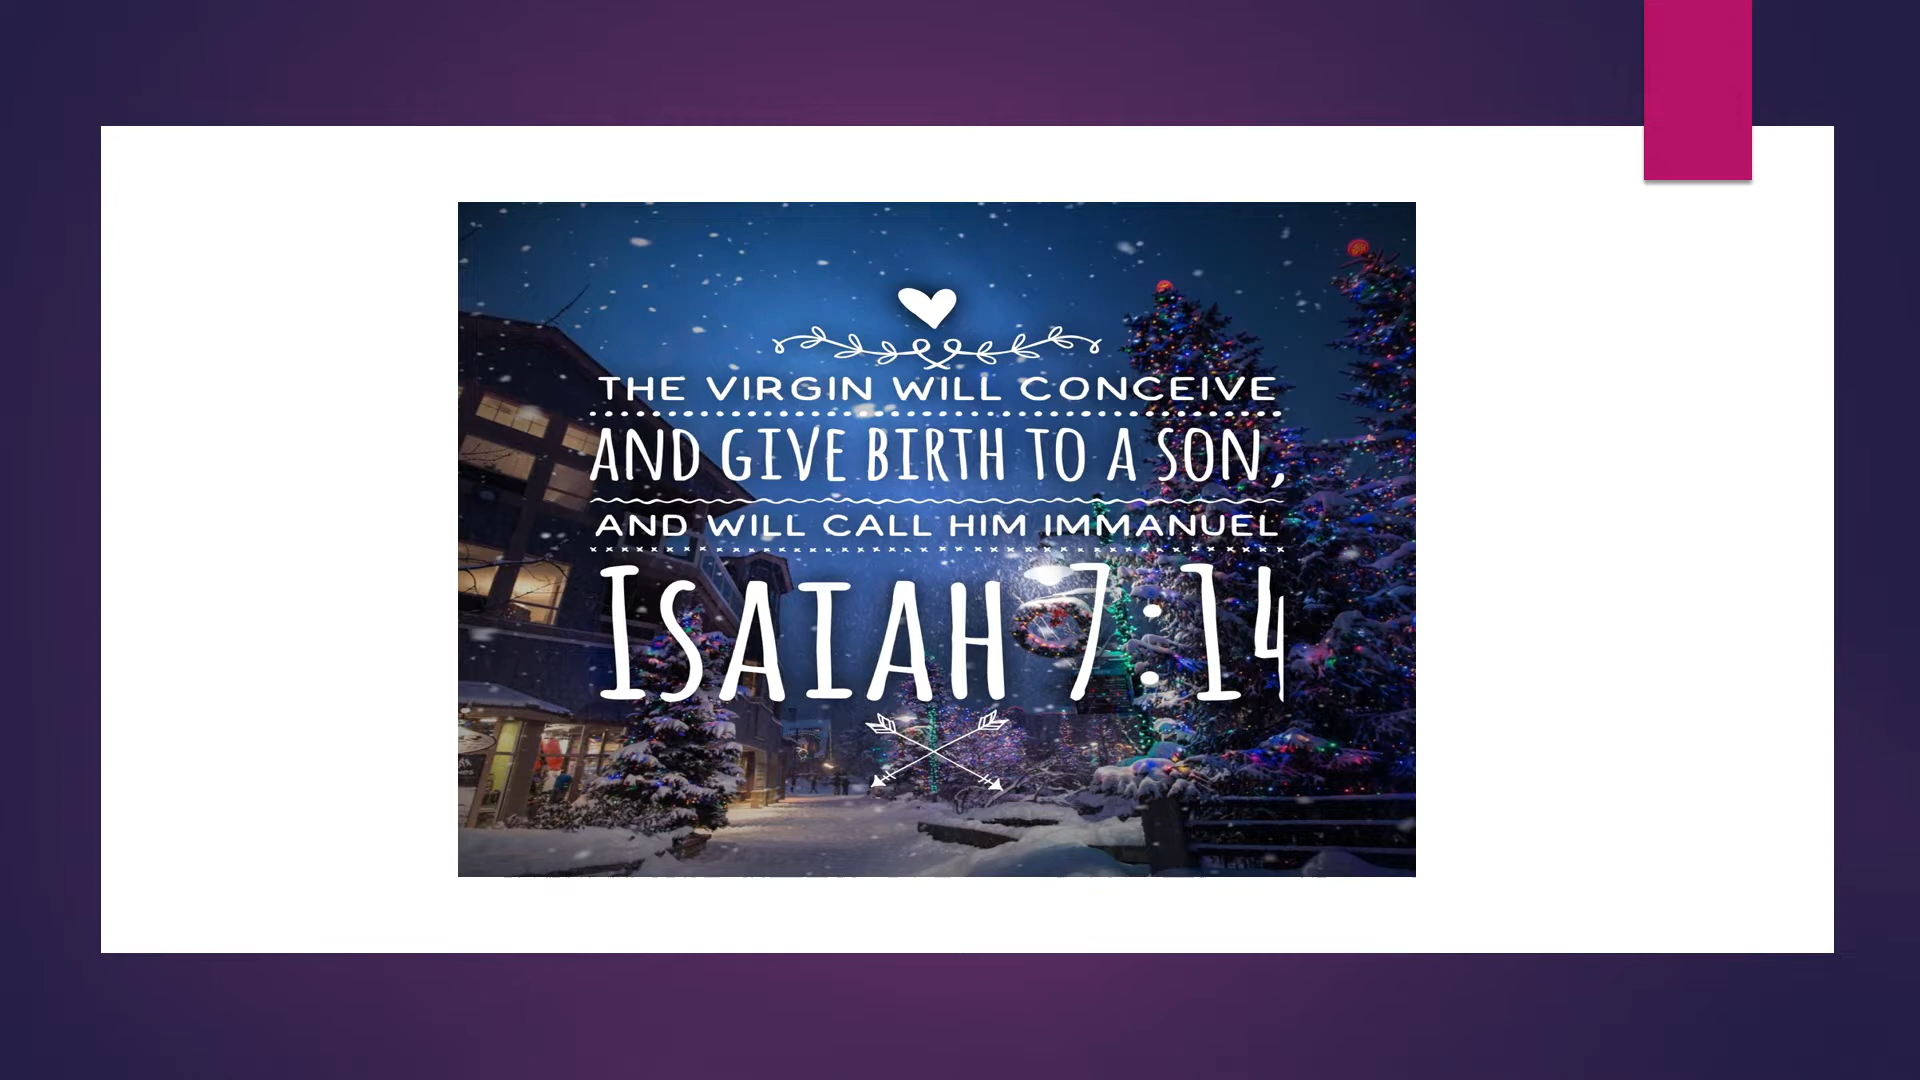 THE VIRGIN WILL CONCEIVE
AND GIVE BIRTH TO A SON,
AND WILL CALL HIM IMMANUEL
ISAIAH 7:14